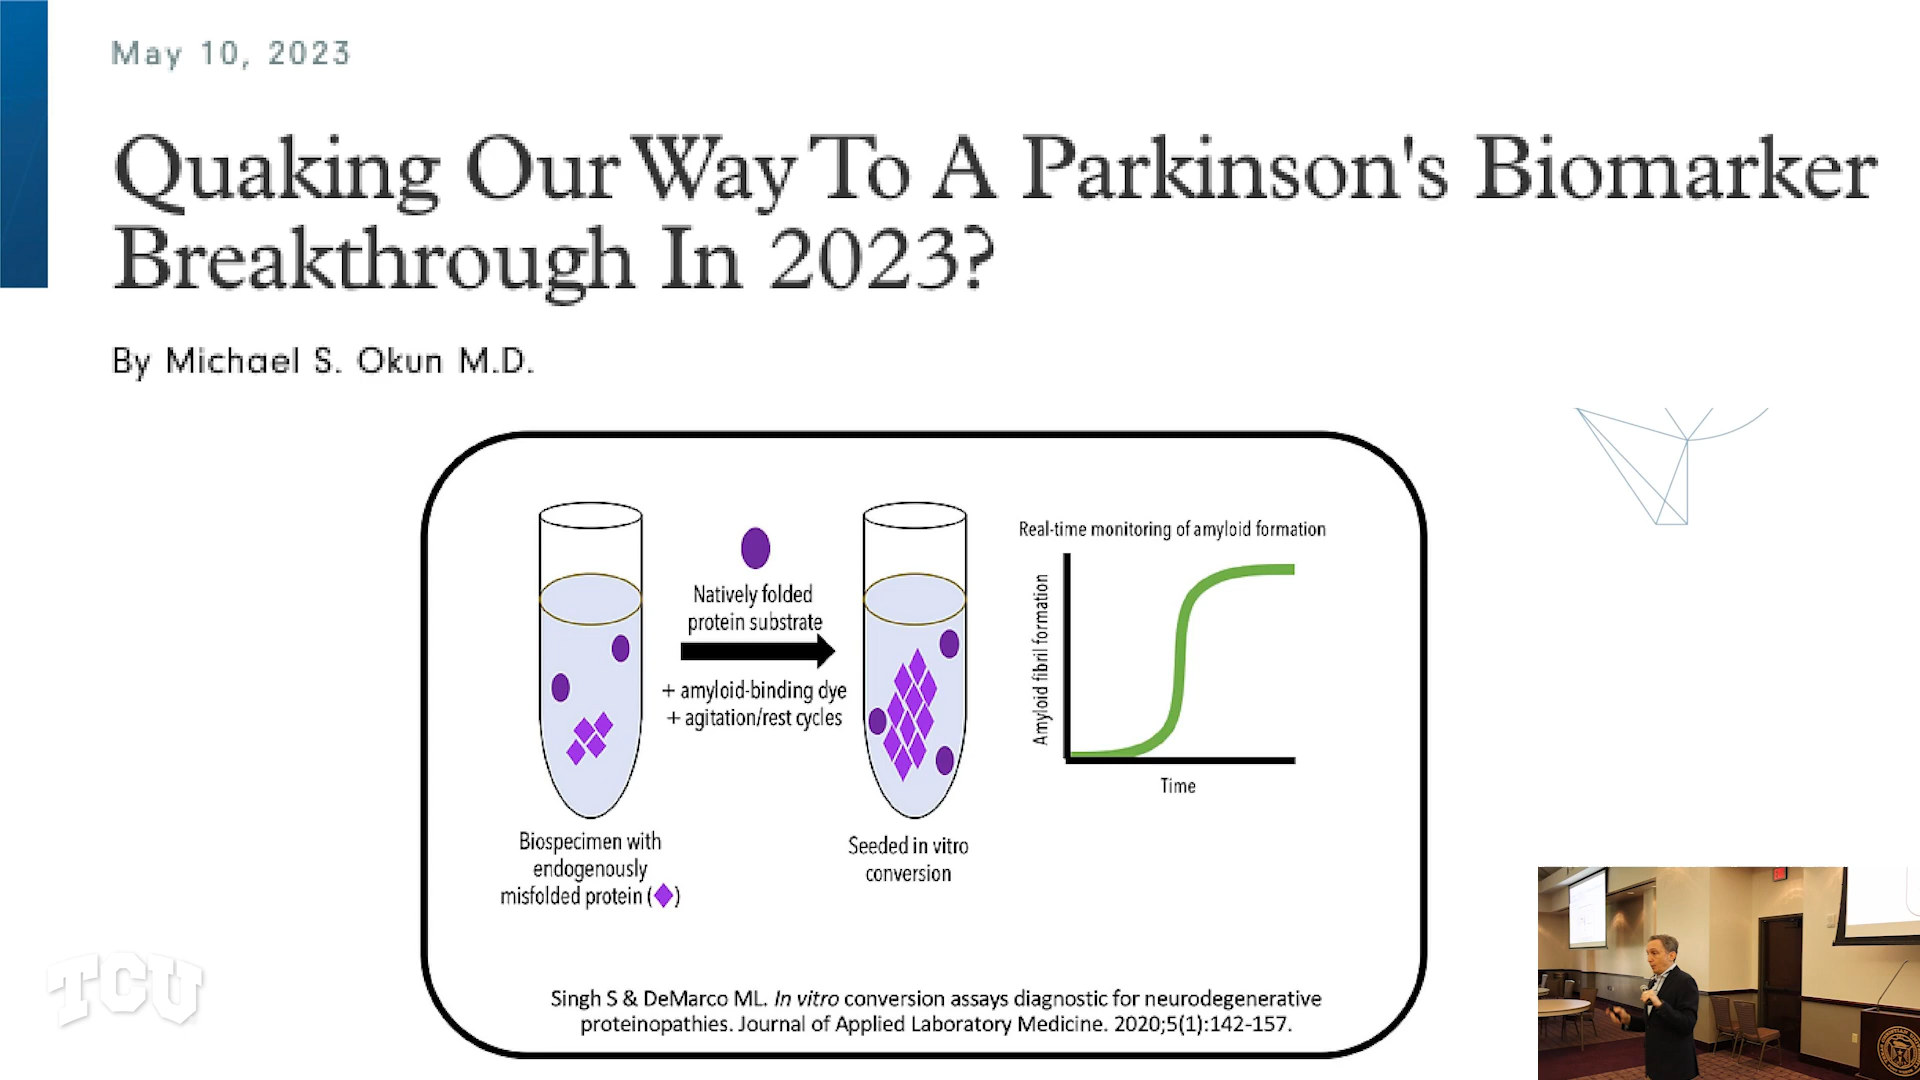 May 10, 2023
Quaking Our Way To A Parkinson's Biomarker
Breakthrough In 2023?
By Michael S. Okun M.D.
Natively folded
protein substrate
+ amyloid-binding dye
+ agitation/rest cycles
Biospecimen with
endogenously
misfolded protein (♦)
Seeded in vitro
conversion
Real-time monitoring of amyloid formation
Amyloid fibril formation
Time
Singh S & DeMarco ML. In vitro conversion assays diagnostic for neurodegenerative
proteinopathies. Journal of Applied Laboratory Medicine. 2020;5(1):142-157.
TCU